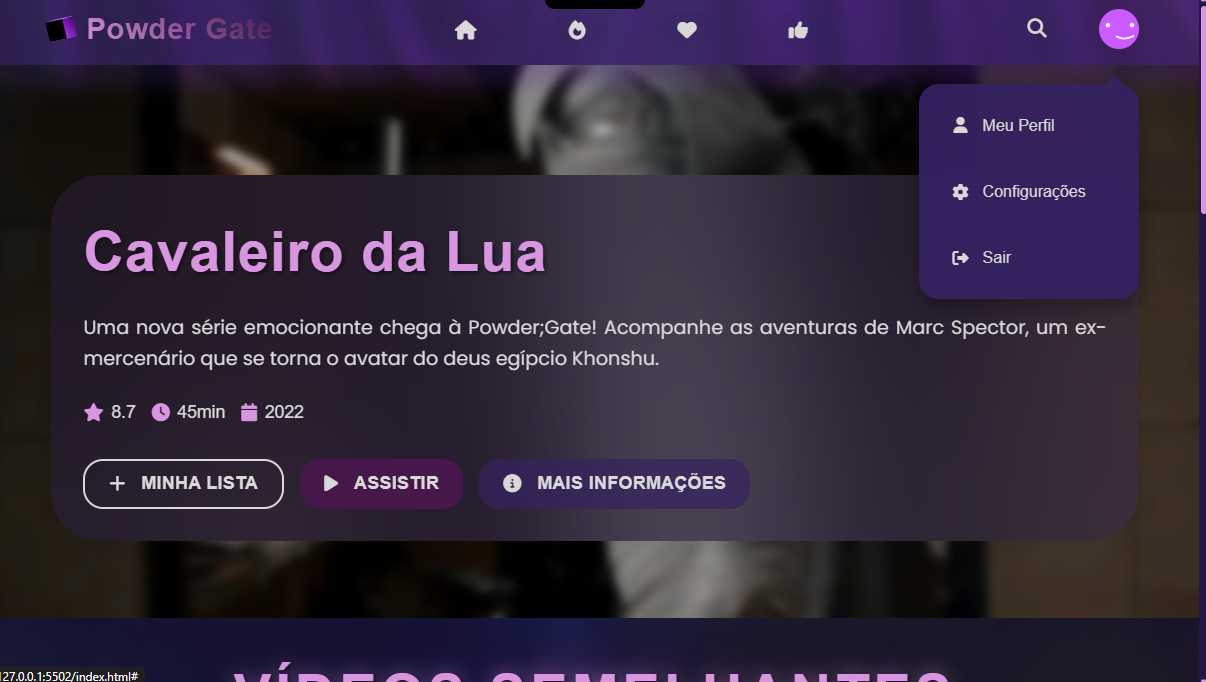 Powder Gate
Meu Perfil
Configurações
Sair
Cavaleiro da Lua
Uma nova série emocionante chega à Powder;Gate! Acompanhe as aventuras de Marc Spector, um ex-
mercenário que se torna o avatar do deus egípcio Khonshu.
8.7 45min 2022
MINHA LISTA ASSISTIR MAIS INFORMAÇÕES
VÍDEOS SEMELHANTES
27.0.0.1:5502/index.html#